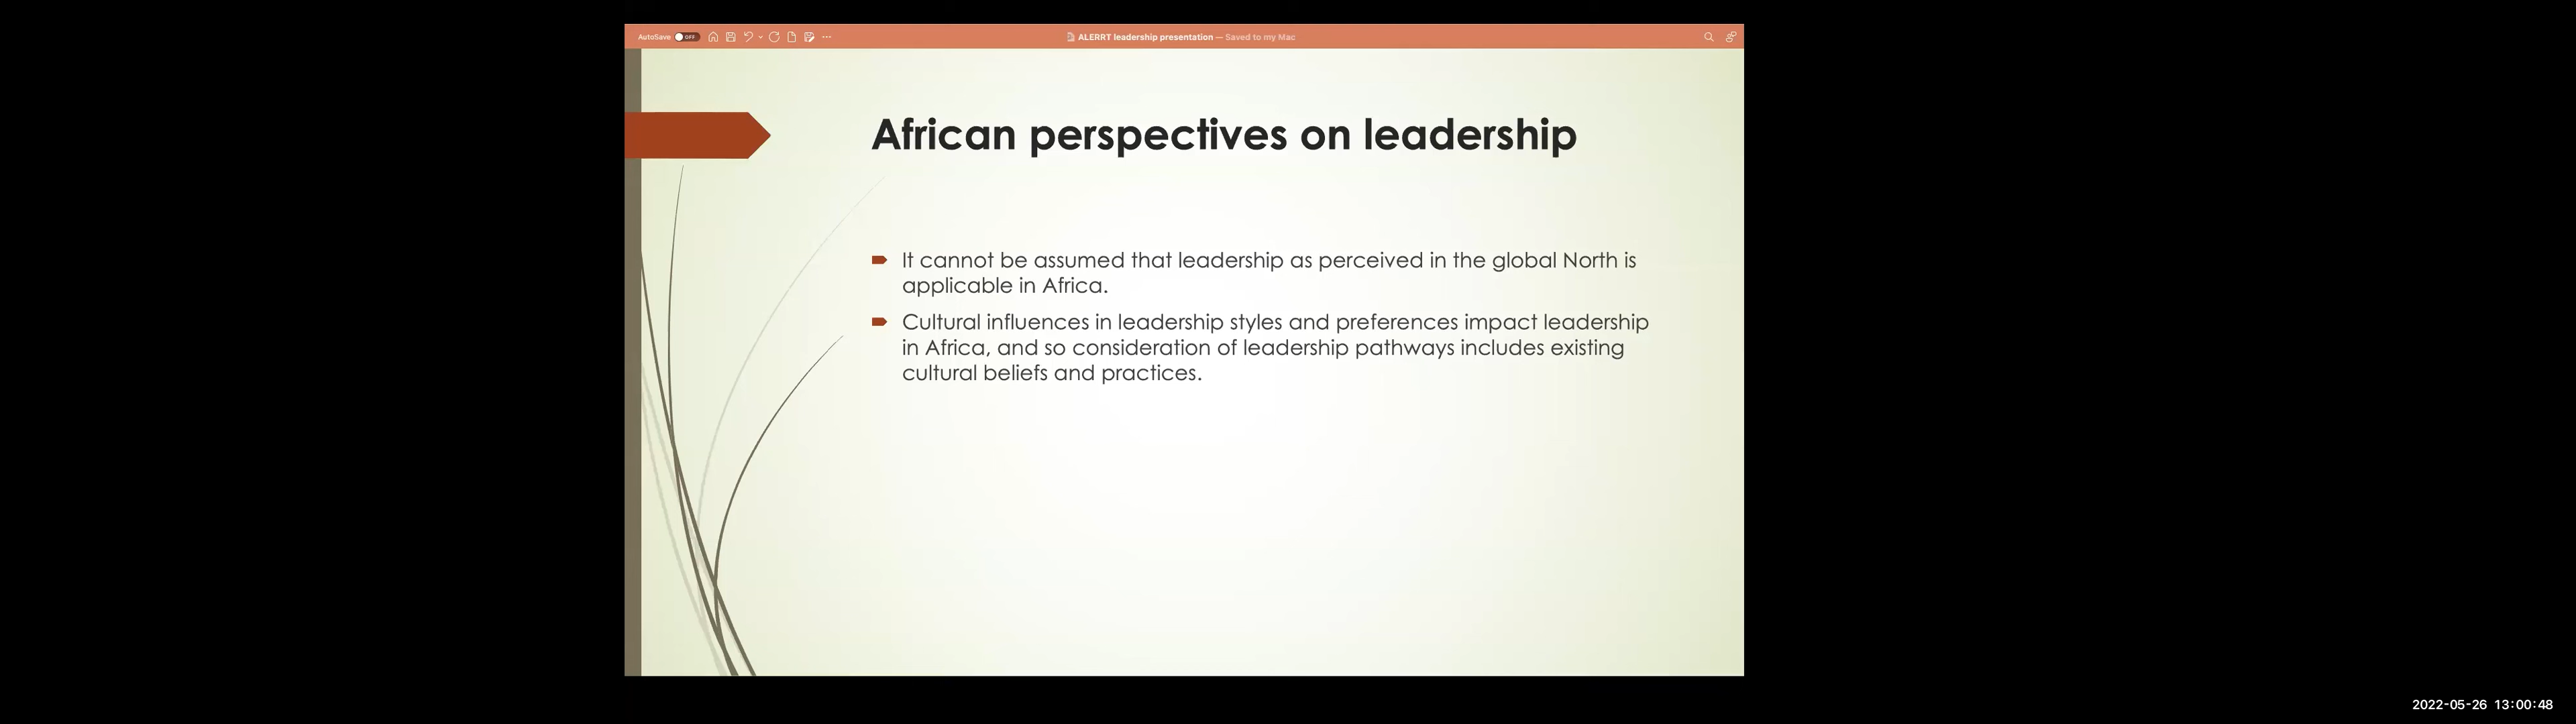 AutoSave OFF
ALERRT leadership presentation — Saved to my Mac
African perspectives on leadership
It cannot be assumed that leadership as perceived in the global North is
applicable in Africa.
Cultural influences in leadership styles and preferences impact leadership
in Africa, and so consideration of leadership pathways includes existing
cultural beliefs and practices.
2022-05-26 13:00:48